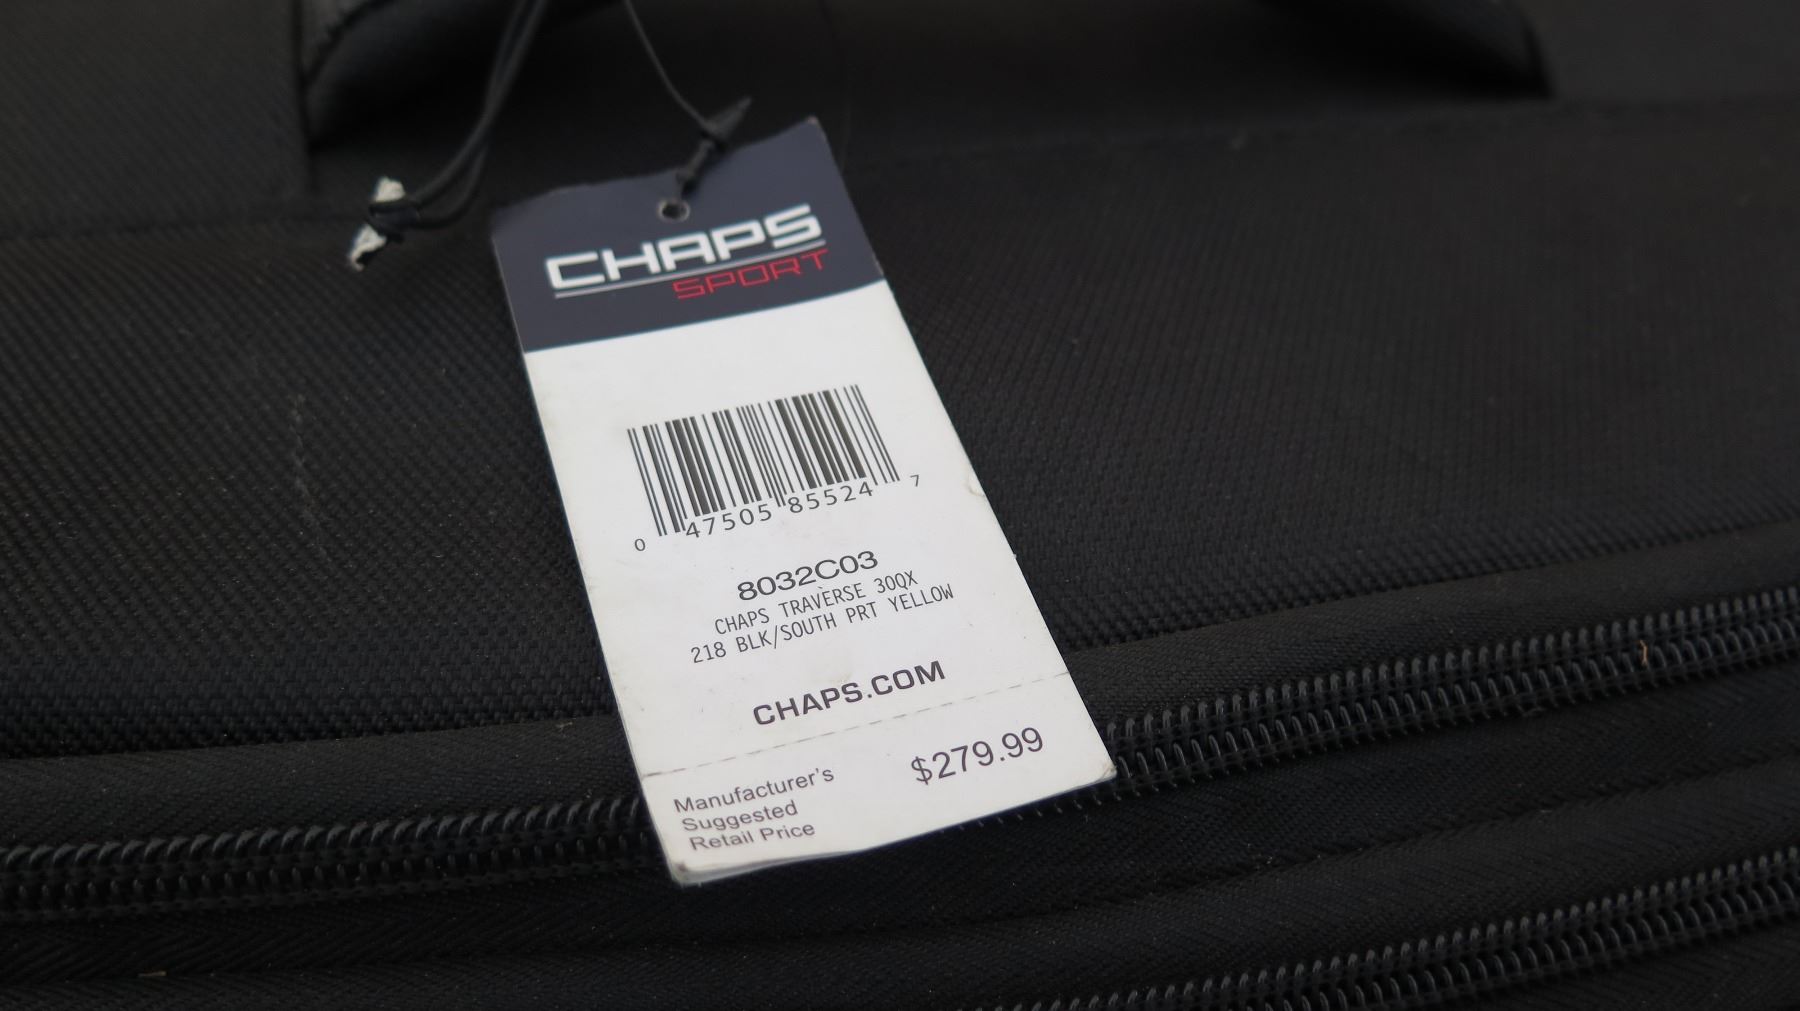 CHAPS
SPORT
0 47505 85524 7
8032C03
CHAPS TRAVERSE 30QX
218 BLK/SOUTH PRT YELLOW
CHAPS.COM
Manufacturer's
Suggested
Retail Price
$279.99